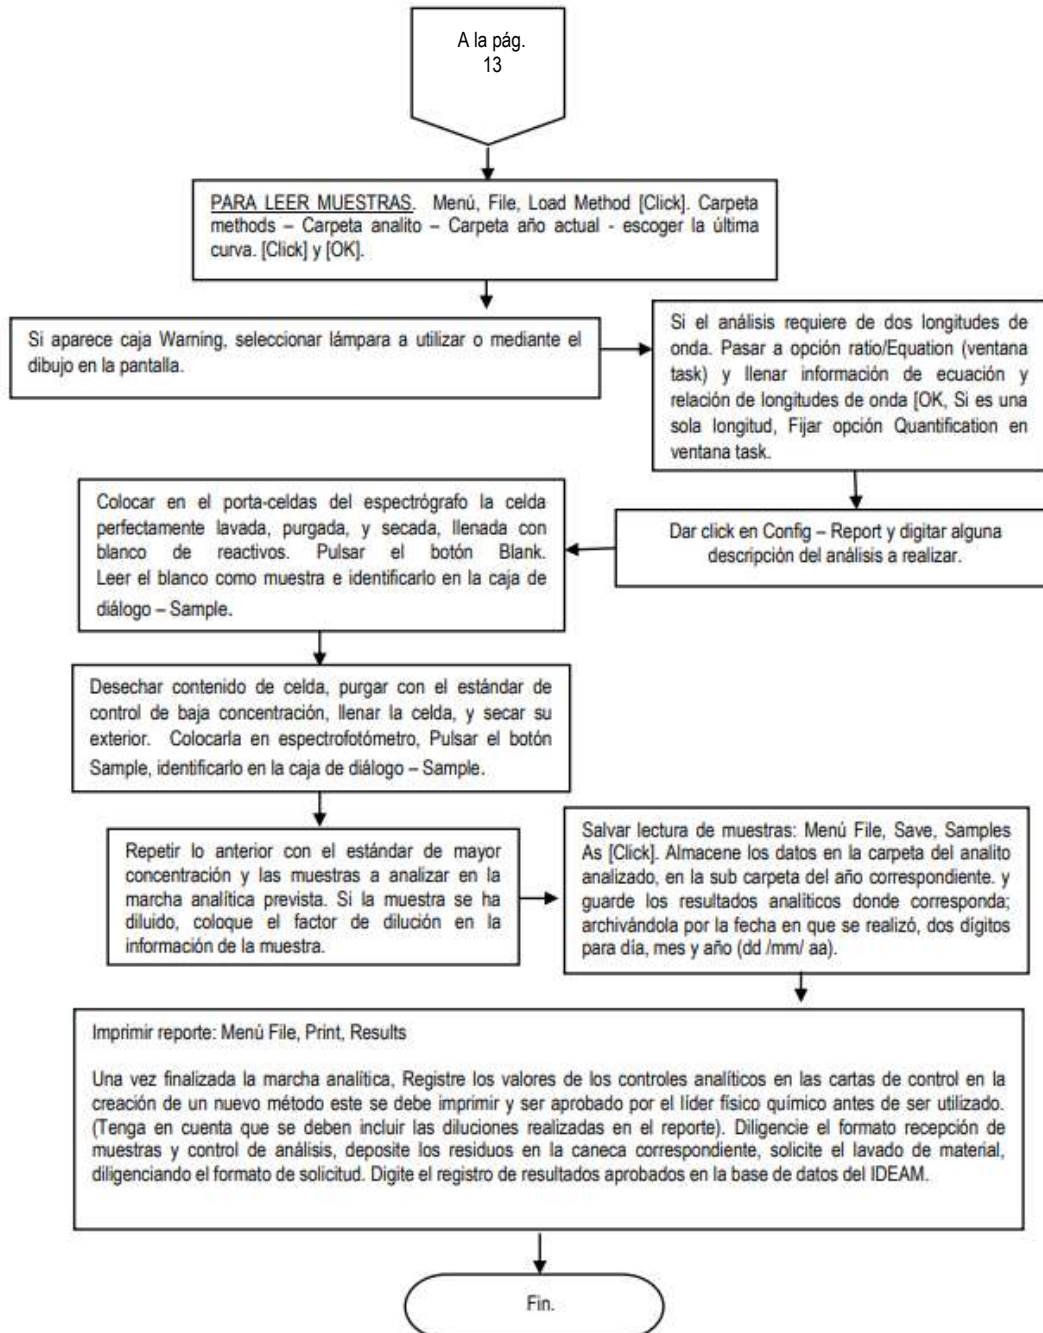 A la pág.
13
PARA LEER MUESTRAS. Menú, File, Load Method [Click]. Carpeta
methods – Carpeta analito – Carpeta año actual - escoger la última
curva. [Click] y [OK].
Si aparece caja Warning, seleccionar lámpara a utilizar o mediante el
dibujo en la pantalla.
Si el análisis requiere de dos longitudes de
onda. Pasar a opción ratio/Equation (ventana
task) y llenar información de ecuación y
relación de longitudes de onda [OK, Si es una
sola longitud, Fijar opción Quantification en
ventana task.
Dar click en Config – Report y digitar alguna
descripción del análisis a realizar.
Colocar en el porta-celdas del espectrógrafo la celda
perfectamente lavada, purgada, y secada, llenada con
blanco de reactivos. Pulsar el botón Blank.
Leer el blanco como muestra e identificarlo en la caja de
diálogo – Sample.
Desechar contenido de celda, purgar con el estándar de
control de baja concentración, llenar la celda, y secar su
exterior. Colocarla en espectrofotómetro, Pulsar el botón
Sample, identificarlo en la caja de diálogo – Sample.
Repetir lo anterior con el estándar de mayor
concentración y las muestras a analizar en la
marcha analítica prevista. Si la muestra se ha
diluido, coloque el factor de dilución en la
información de la muestra.
Salvar lectura de muestras: Menú File, Save, Samples
As [Click]. Almacene los datos en la carpeta del analito
analizado, en la sub carpeta del año correspondiente. y
guarde los resultados analíticos donde corresponda;
archivándola por la fecha en que se realizó, dos dígitos
para día, mes y año (dd /mm/ aa).
Imprimir reporte: Menú File, Print, Results
Una vez finalizada la marcha analítica, Registre los valores de los controles analíticos en las cartas de control en la
creación de un nuevo método este se debe imprimir y ser aprobado por el líder físico químico antes de ser utilizado.
(Tenga en cuenta que se deben incluir las diluciones realizadas en el reporte). Diligencie el formato recepción de
muestras y control de análisis, deposite los residuos en la caneca correspondiente, solicite el lavado de material,
diligenciando el formato de solicitud. Digite el registro de resultados aprobados en la base de datos del IDEAM.
Fin.